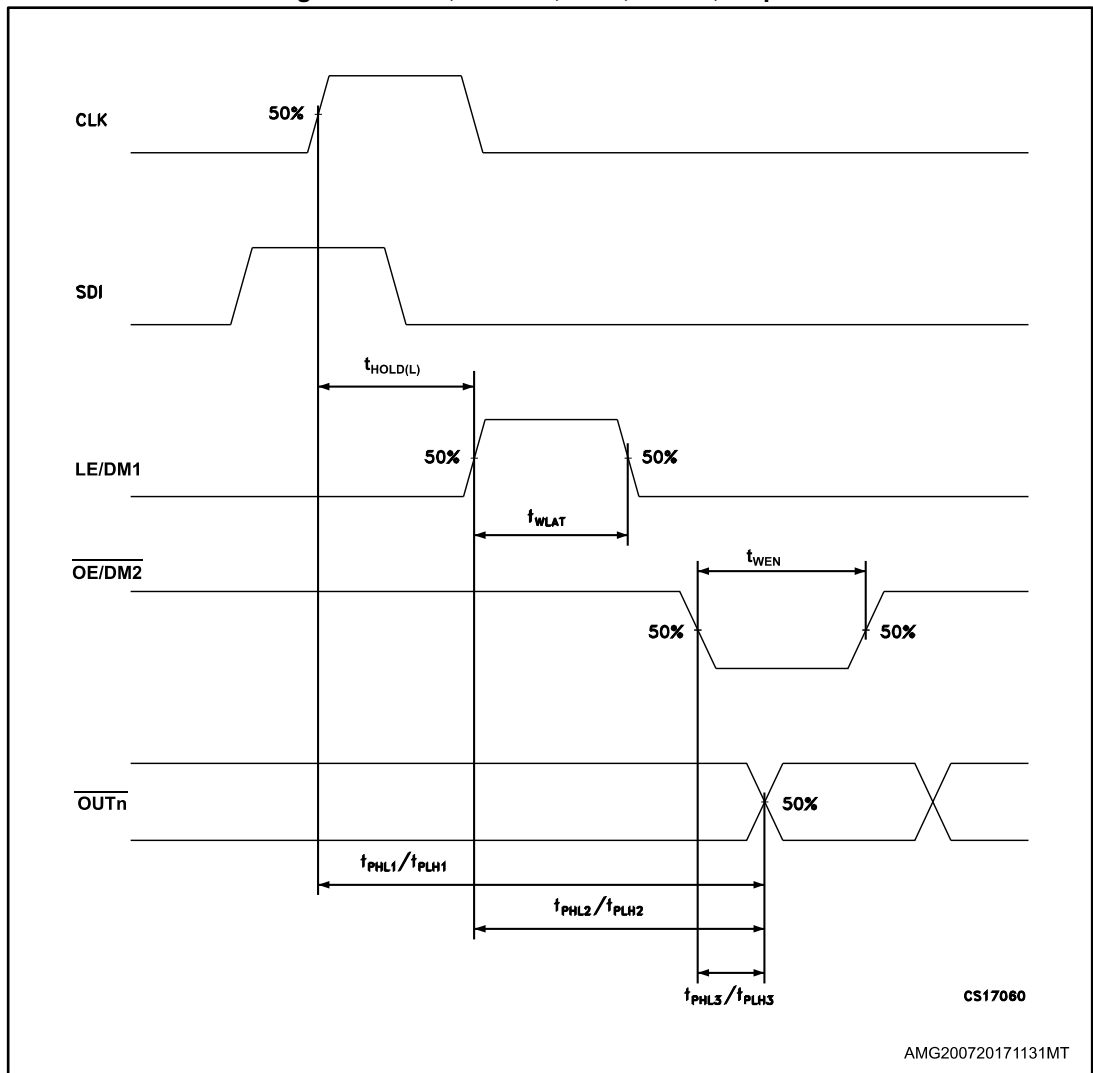 CLK
50%
SDI
tHOLD(L)
LE/DM1
50%
50%
tWLAT
OE/DM2
tWEN
50%
50%
OUTn
50%
tPHL1/tPLH1
tPHL2/tPLH2
tPHL3/tPLH3
CS17060
AMG200720171131MT